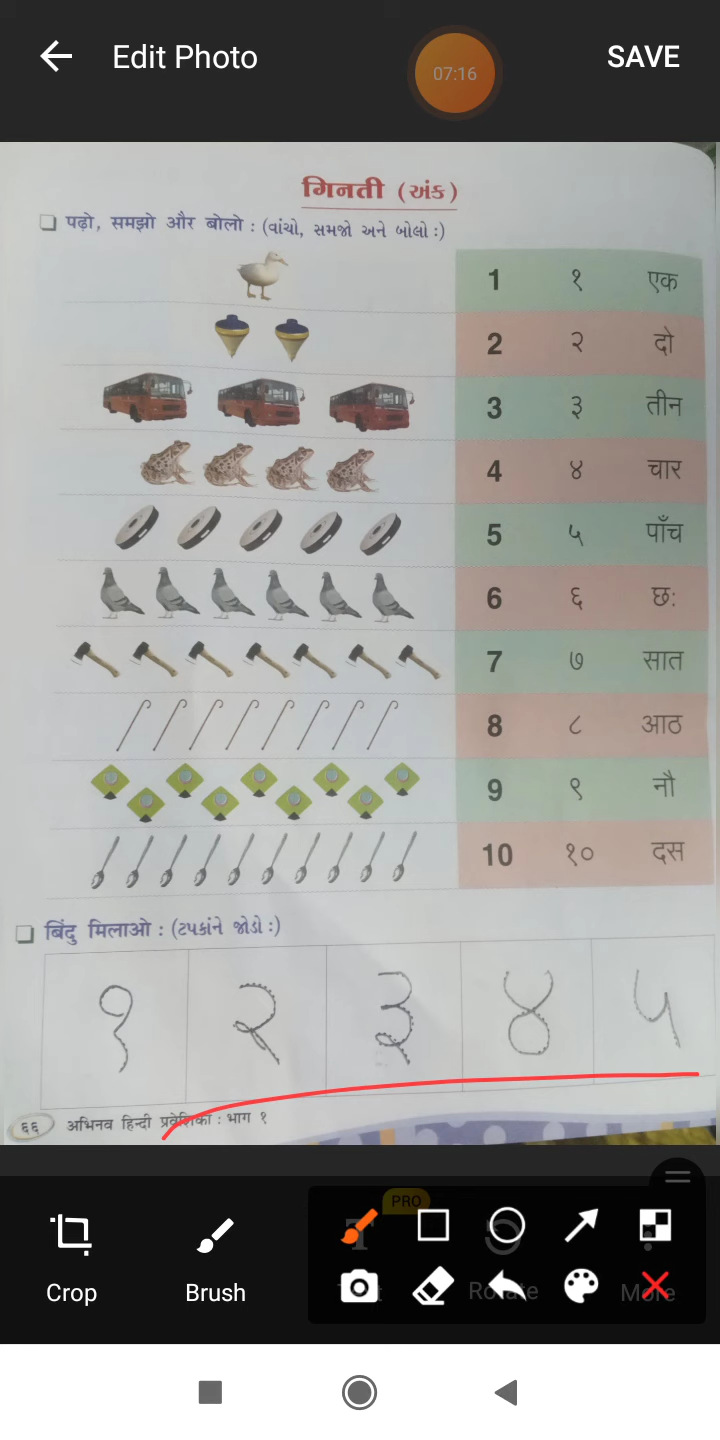 Edit Photo
07:16
SAVE
गिनती (અંક)
पढ़ो, समझो और बोलो : (વાંચો, સમજો અને બોલો :)
1 १ एक
2 २ दो
3 ३ तीन
4 ४ चार
5 ५ पाँच
6 ६ छः
7 ७ सात
8 ८ आठ
9 ९ नौ
10 १० दस
बिंदु मिलाओ : (ટપકાંને જોડો :)
१ २ ३ ४ ५
६६ अभिनव हिन्दी प्रवेशिका : भाग १
PRO
Crop
Brush
Rotate